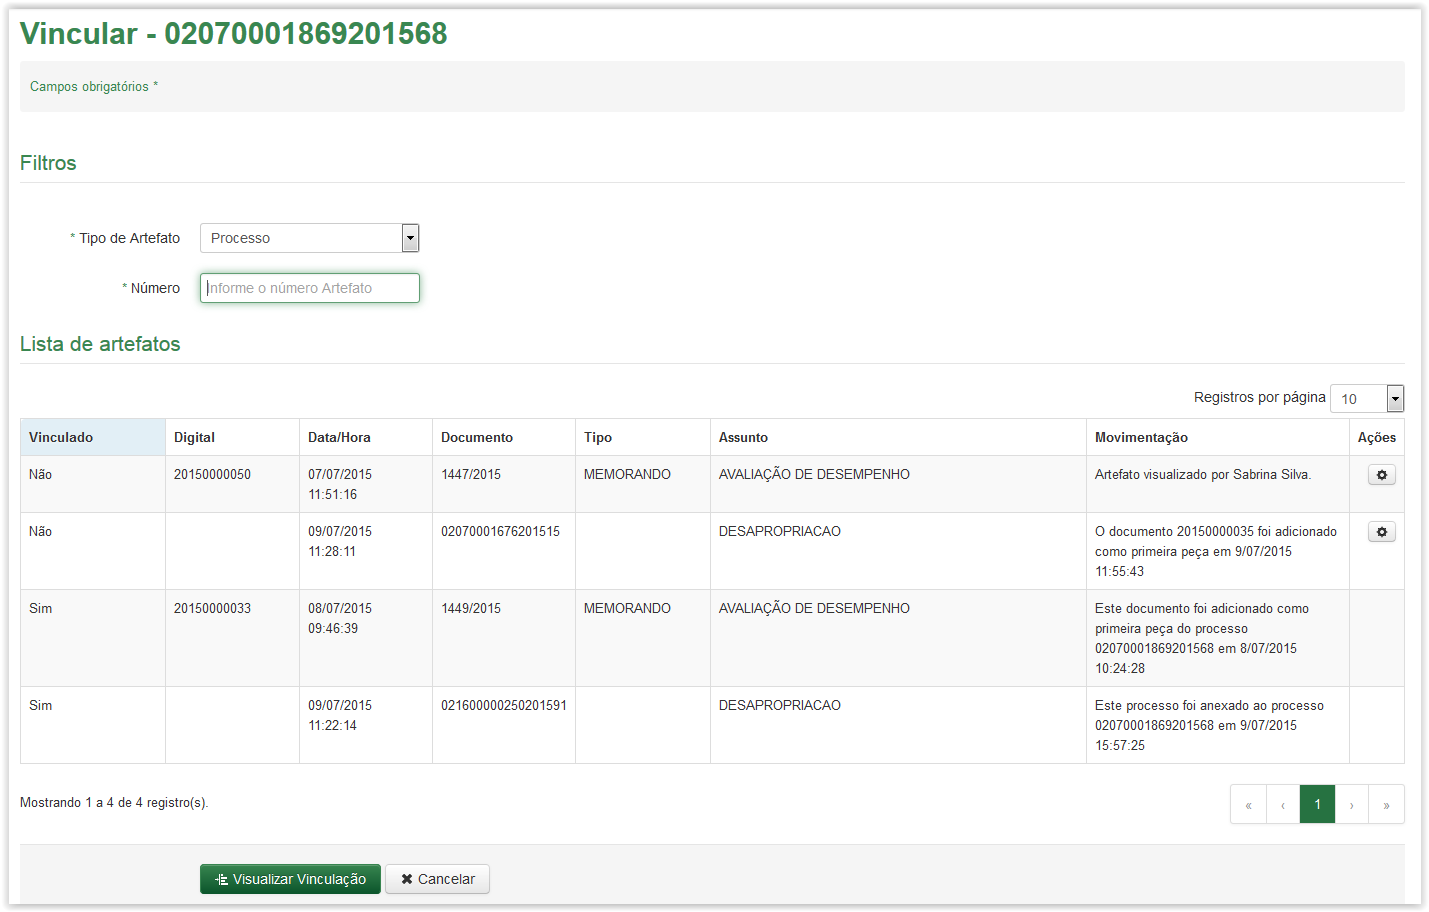 Vincular - 02070001869201568
Campos obrigatórios *
Filtros
* Tipo de Artefato Processo
* Número Informe o número Artefato
Lista de artefatos
Registros por página 10
Vinculado Digital Data/Hora Documento Tipo Assunto Movimentação Ações
Não 20150000050 07/07/2015 1447/2015 MEMORANDO AVALIAÇÃO DE DESEMPENHO Artefato visualizado por Sabrina Silva.
11:51:16
Não 09/07/2015 02070001676201515 DESAPROPRIACAO O documento 20150000035 foi adicionado
11:28:11 como primeira peça em 9/07/2015
11:55:43
Sim 20150000033 08/07/2015 1449/2015 MEMORANDO AVALIAÇÃO DE DESEMPENHO Este documento foi adicionado como
09:46:39 primeira peça do processo
02070001869201568 em 8/07/2015
10:24:28
Sim 09/07/2015 021600000250201591 DESAPROPRIACAO Este processo foi anexado ao processo
11:22:14 02070001869201568 em 9/07/2015
15:57:25
Mostrando 1 a 4 de 4 registro(s).
« ‹ 1 › »
Visualizar Vinculação Cancelar